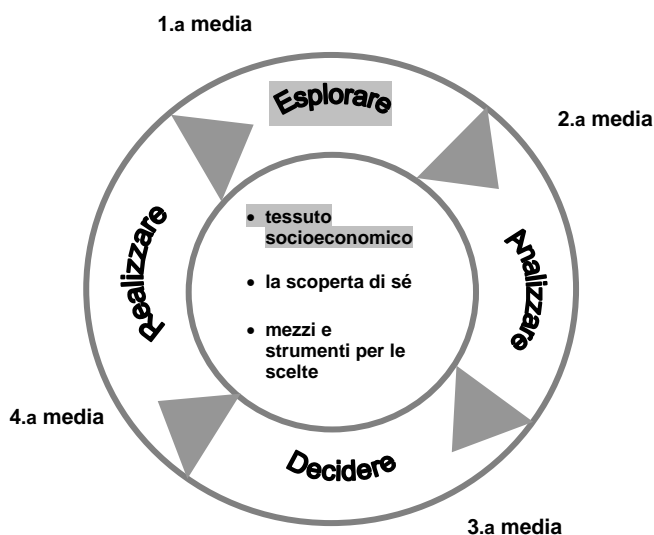 1.a media
Esplorare
2.a media
• tessuto
socioeconomico
• la scoperta di sé
• mezzi e
strumenti per le
scelte
Realizzare
Analizzare
4.a media
Decidere
3.a media